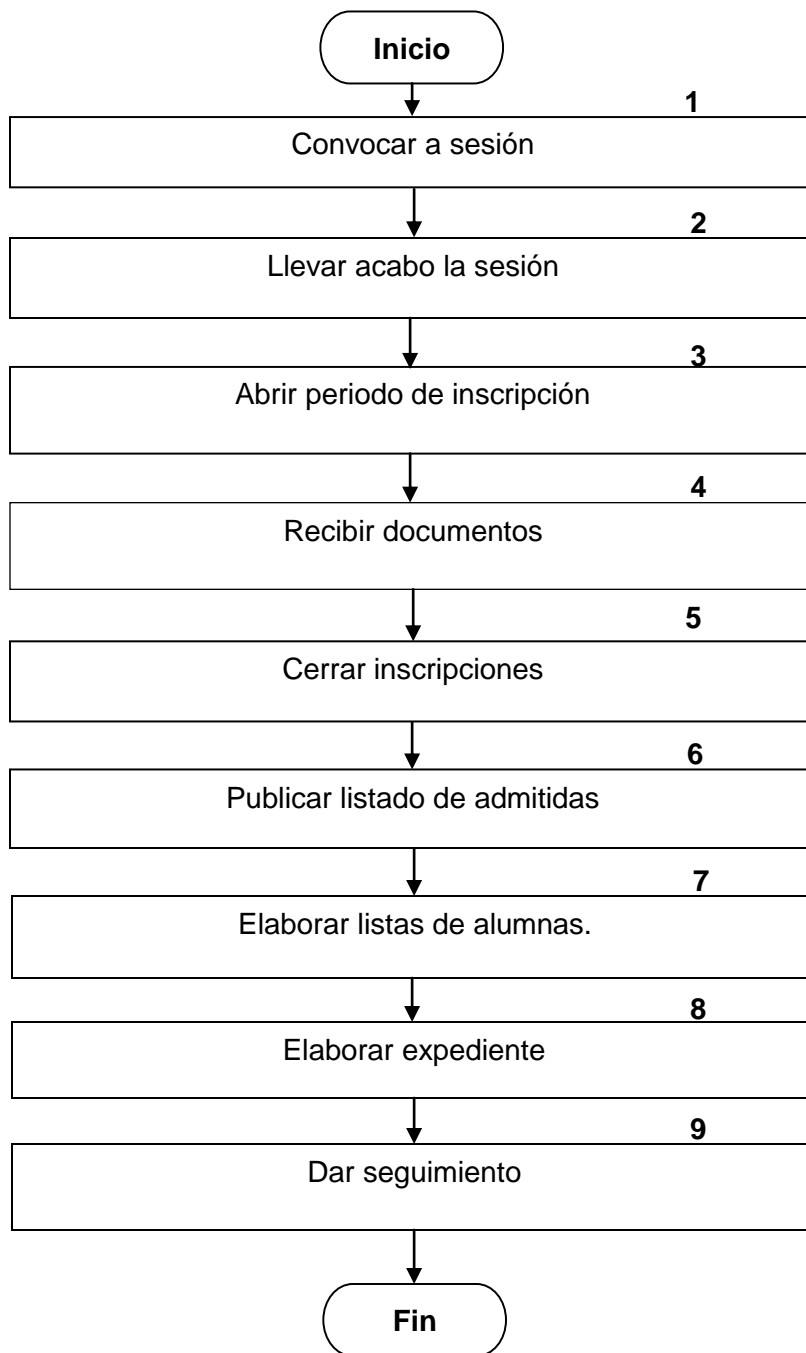 Inicio
1
Convocar a sesión
2
Llevar acabo la sesión
3
Abrir periodo de inscripción
4
Recibir documentos
5
Cerrar inscripciones
6
Publicar listado de admitidas
7
Elaborar listas de alumnas.
8
Elaborar expediente
9
Dar seguimiento
Fin